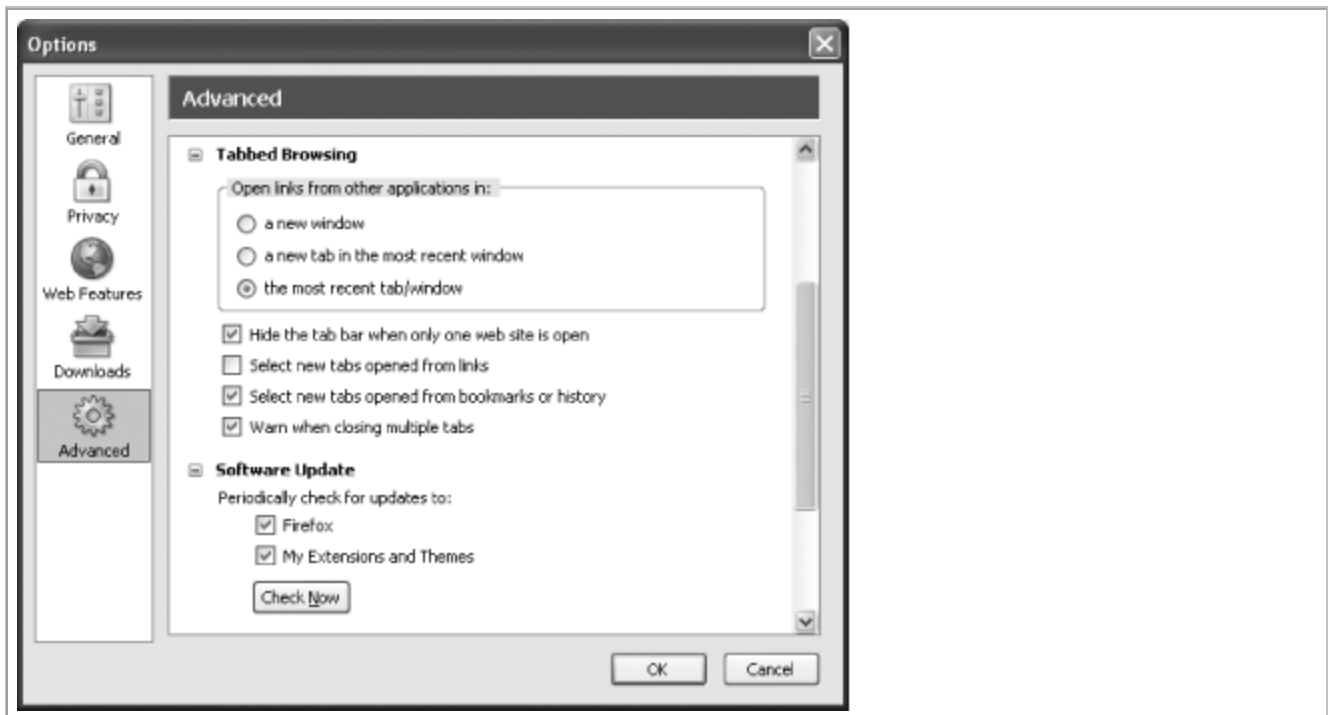 Options
General
Privacy
Web Features
Downloads
Advanced
Advanced
Tabbed Browsing
Open links from other applications in:
a new window
a new tab in the most recent window
the most recent tab/window
Hide the tab bar when only one web site is open
Select new tabs opened from links
Select new tabs opened from bookmarks or history
Warn when closing multiple tabs
Software Update
Periodically check for updates to:
Firefox
My Extensions and Themes
Check Now
OK
Cancel